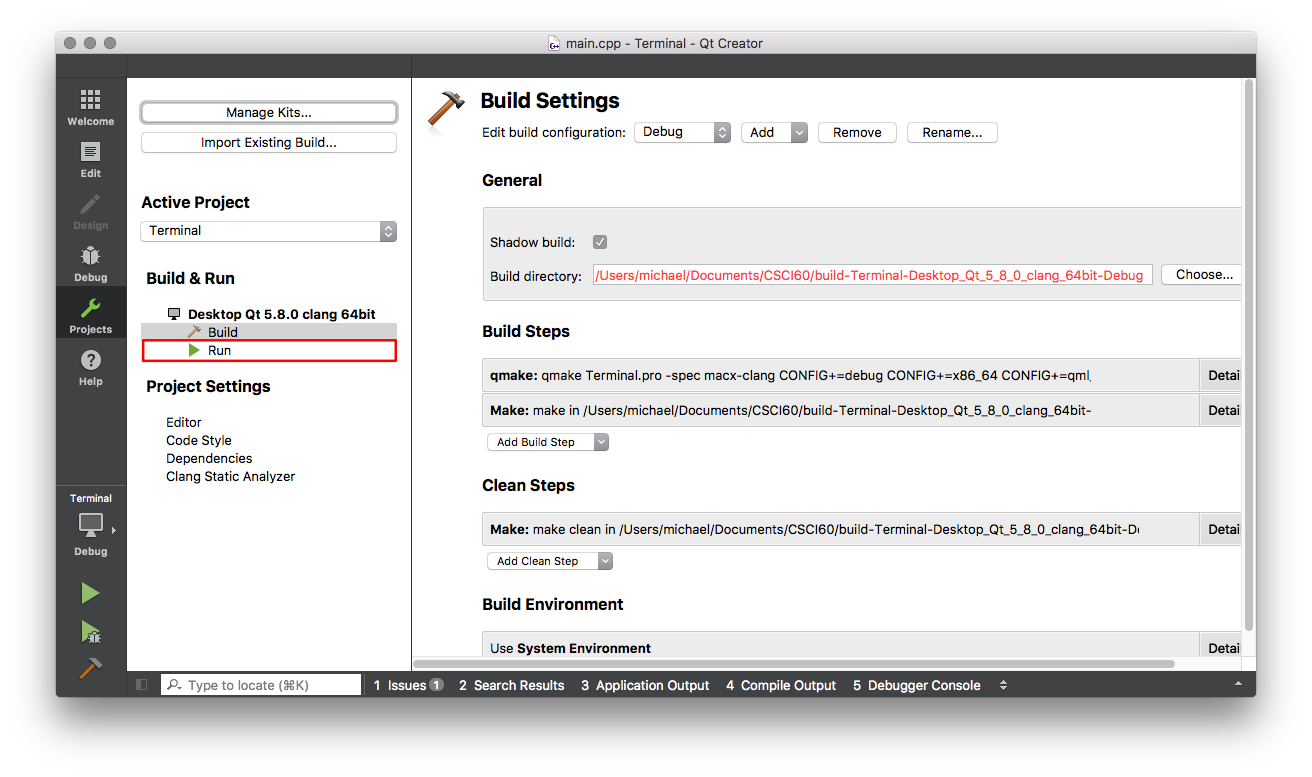 main.cpp - Terminal - Qt Creator
Welcome
Edit
Design
Debug
Projects
Help
Terminal
Debug
Manage Kits...
Import Existing Build...
Active Project
Terminal
Build & Run
Desktop Qt 5.8.0 clang 64bit
Build
Run
Project Settings
Editor
Code Style
Dependencies
Clang Static Analyzer
Build Settings
Edit build configuration: Debug Add Remove Rename...
General
Shadow build:
Build directory: /Users/michael/Documents/CSCI60/build-Terminal-Desktop_Qt_5_8_0_clang_64bit-Debug Choose...
Build Steps
qmake: qmake Terminal.pro -spec macx-clang CONFIG+=debug CONFIG+=x86_64 CONFIG+=qml_ Detai
Make: make in /Users/michael/Documents/CSCI60/build-Terminal-Desktop_Qt_5_8_0_clang_64bit- Detai
Add Build Step
Clean Steps
Make: make clean in /Users/michael/Documents/CSCI60/build-Terminal-Desktop_Qt_5_8_0_clang_64bit-De Detai
Add Clean Step
Build Environment
Use System Environment Detai
Type to locate (⌘K) 1 Issues 1 2 Search Results 3 Application Output 4 Compile Output 5 Debugger Console